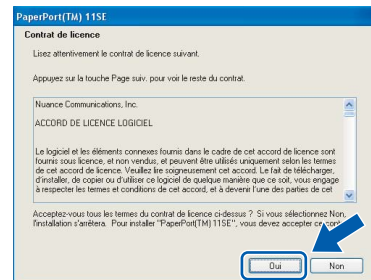 PaperPort(TM) 11SE
Contrat de licence
Lisez attentivement le contrat de licence suivant.
Appuyez sur la touche Page suiv. pour voir le reste du contrat.
Nuance Communications, Inc.
ACCORD DE LICENCE LOGICIEL
Le logiciel et les éléments connexes fournis dans le cadre de cet accord de licence sont
fournis sous licence, et non vendus, et peuvent être utilisés uniquement selon les termes
de cet accord de licence. Veuillez lire soigneusement cet accord. Le fait de télécharger,
d'installer, de copier ou d'utiliser ce logiciel de quelque manière que ce soit, vous engage
à respecter les termes et conditions de cet accord, et à devenir l'une des parties de cet
Acceptez-vous tous les termes du contrat de licence ci-dessus ? Si vous sélectionnez Non,
l'installation s'arrêtera. Pour installer "PaperPort(TM) 11SE", vous devez accepter ce
Oui
Non